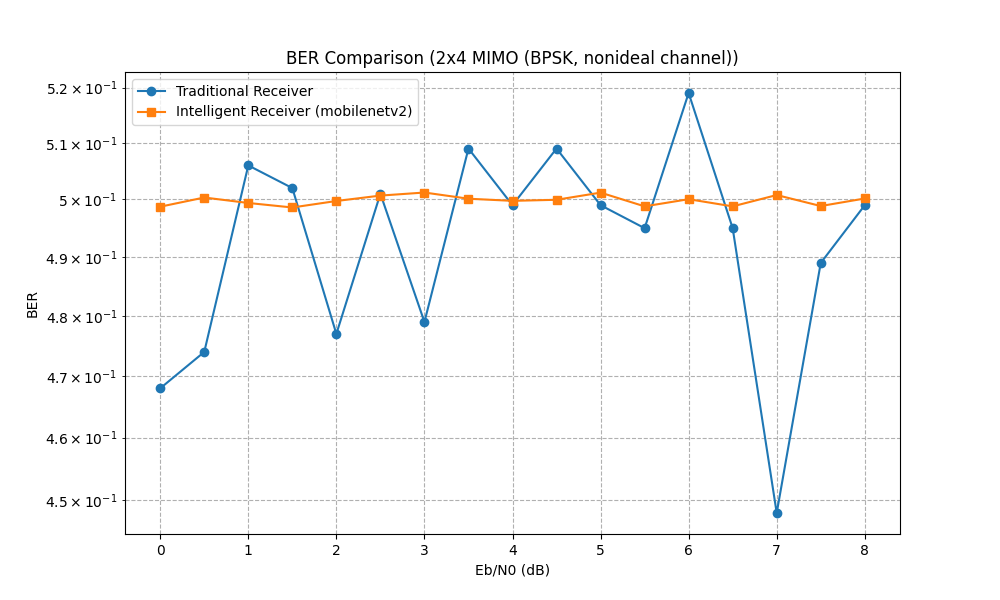 BER Comparison (2x4 MIMO (BPSK, nonideal channel))
Traditional Receiver
Intelligent Receiver (mobilenetv2)
5.2 × 10⁻¹
5.1 × 10⁻¹
5 × 10⁻¹
4.9 × 10⁻¹
4.8 × 10⁻¹
4.7 × 10⁻¹
4.6 × 10⁻¹
4.5 × 10⁻¹
BER
0 1 2 3 4 5 6 7 8
Eb/N0 (dB)